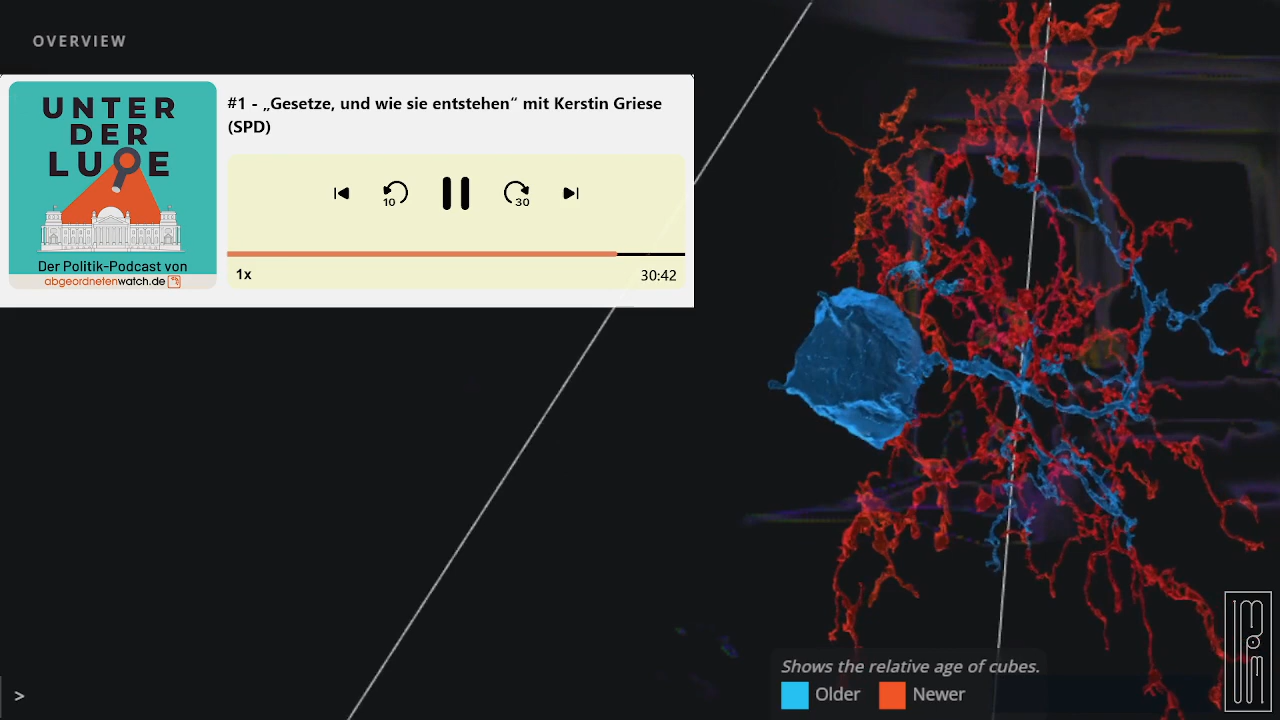 OVERVIEW
UNTER
DER
LUPE
Der Politik-Podcast von
abgeordnetenwatch.de
#1 - „Gesetze, und wie sie entstehen“ mit Kerstin Griese
(SPD)
10
30
1x
30:42
Shows the relative age of cubes.
Older
Newer
>